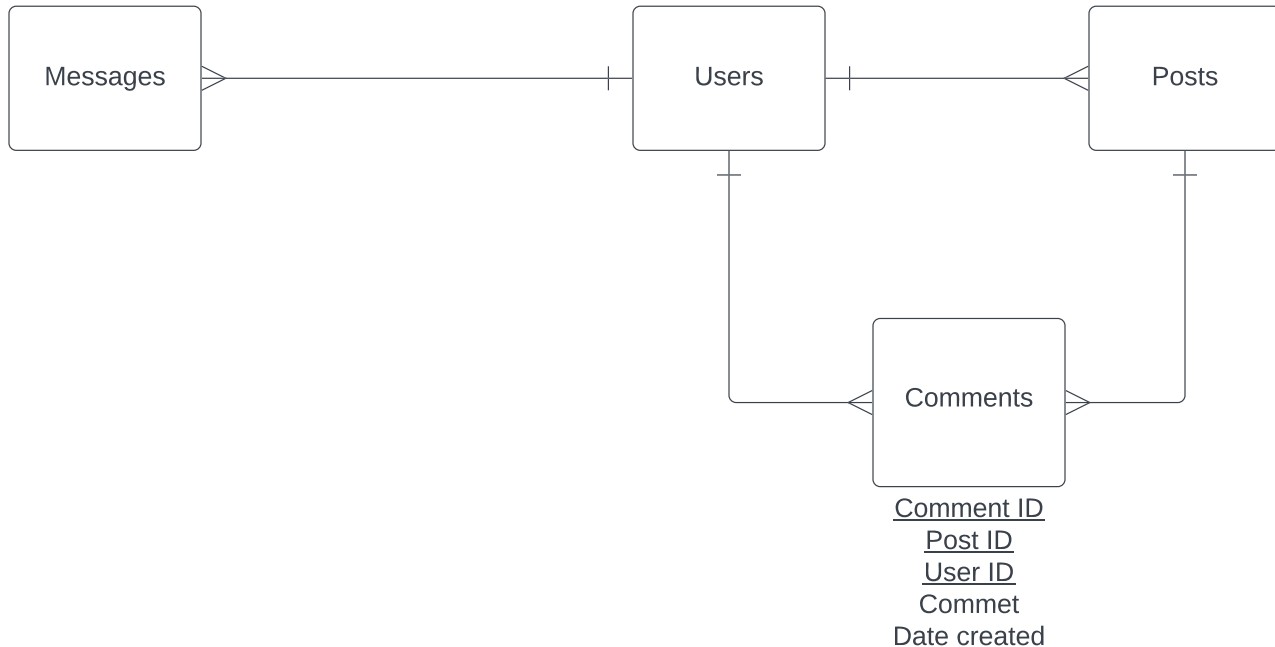 Messages
Users
Posts
Comments
Comment ID
Post ID
User ID
Commet
Date created